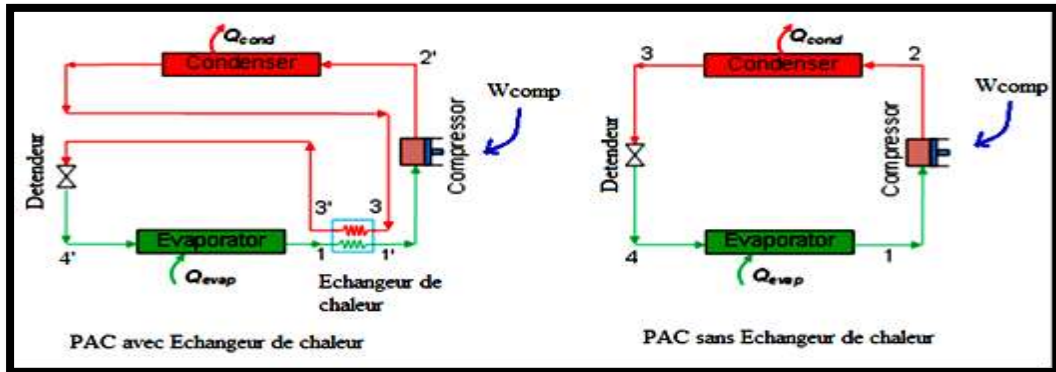 Qcond
Condenser
2'
Wcomp
Compressor
Detendeur
3'
3
Evaporator
4'
1
1'
Qevap
Echangeur de
chaleur
PAC avec Echangeur de chaleur
Qcond
3
Condenser
2
Wcomp
Compressor
Detendeur
Evaporator
4
1
Qevap
PAC sans Echangeur de chaleur